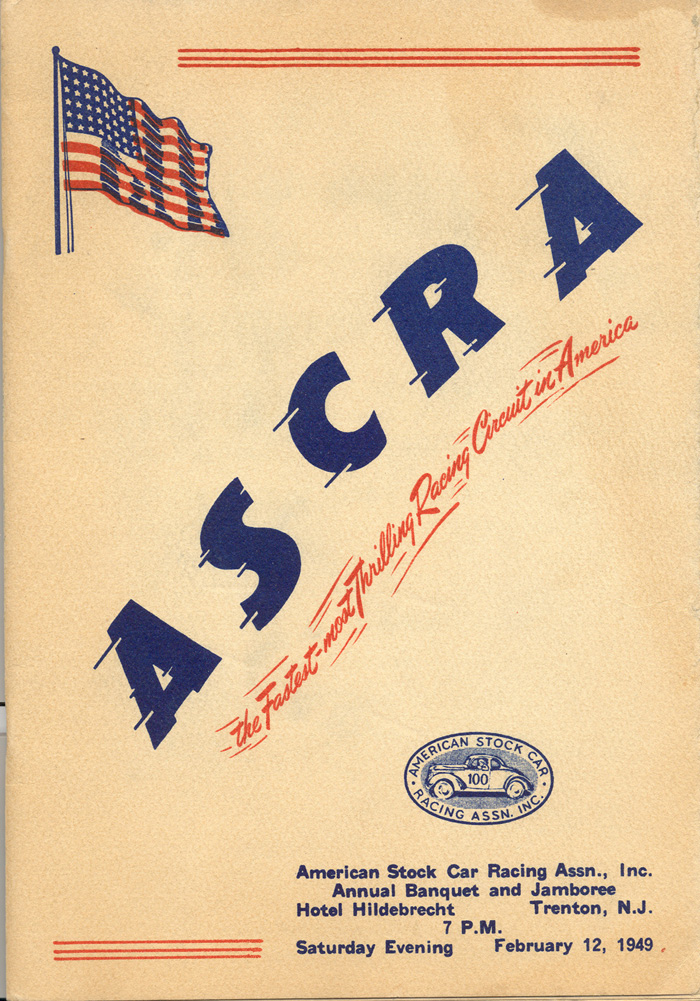 ASCRA
the Fastest-most Thrilling Racing Circuit in America
AMERICAN STOCK CAR
100
RACING ASSN. INC.
American Stock Car Racing Assn., Inc.
Annual Banquet and Jamboree
Hotel Hildebrecht Trenton, N.J.
7 P.M.
Saturday Evening February 12, 1949